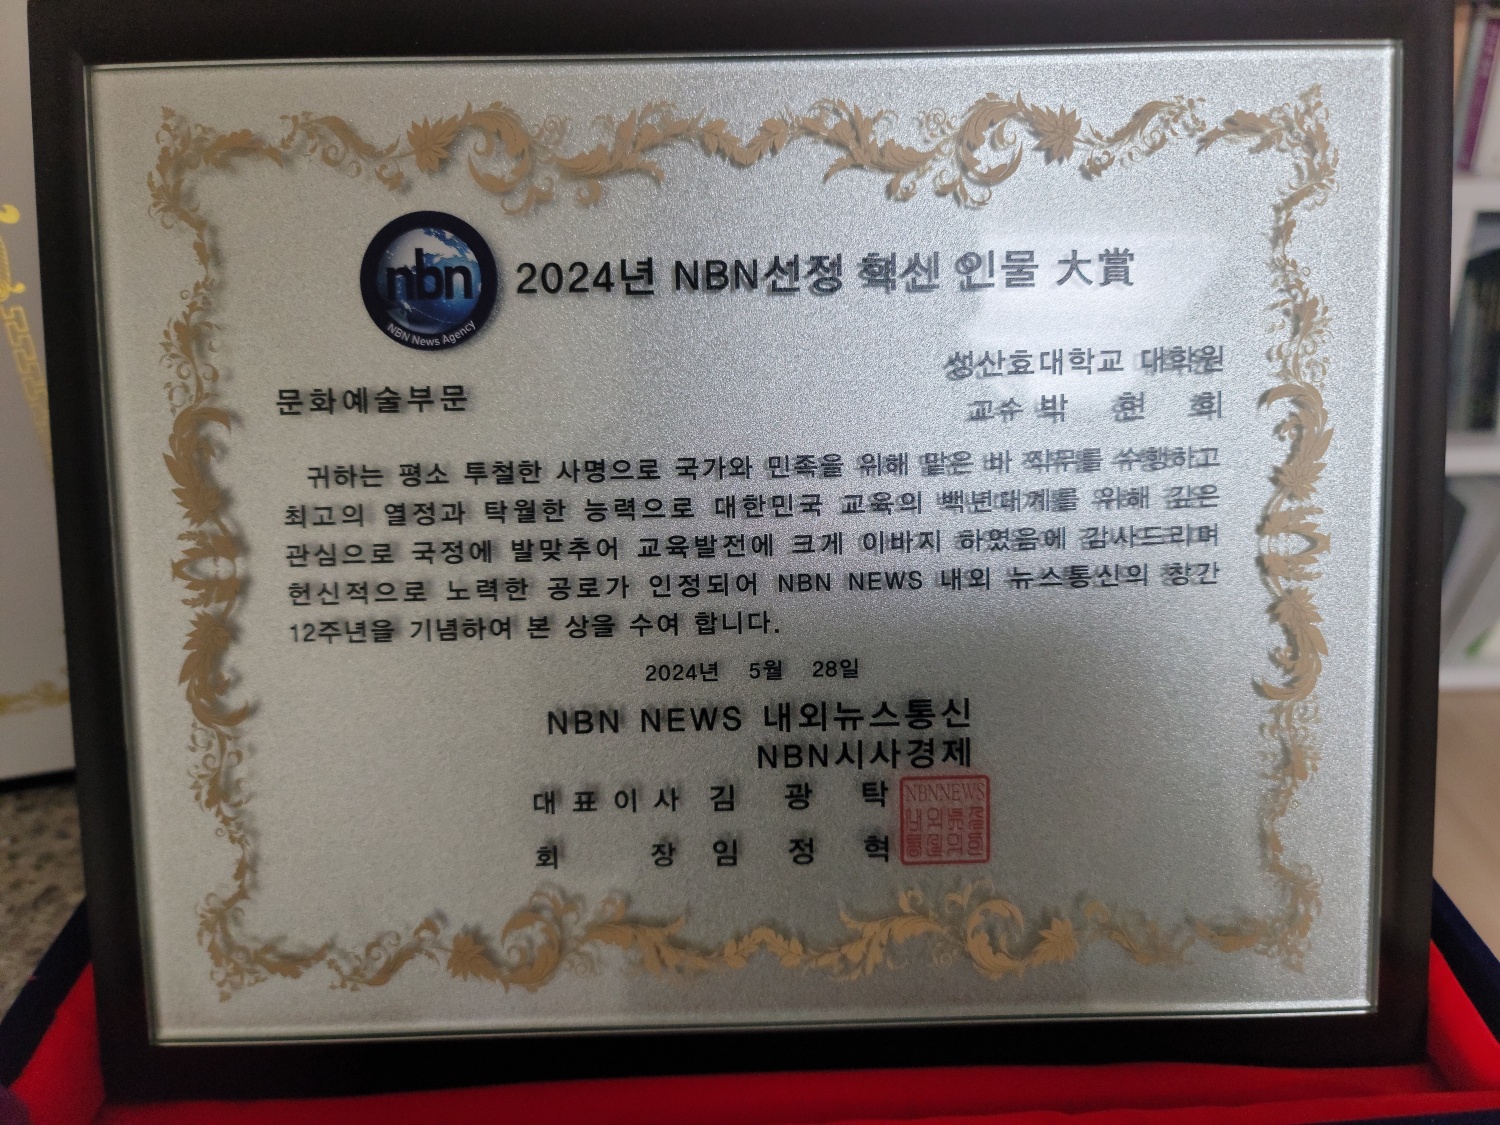 nbn
NBN News Agency
2024년 NBN선정 혁신 인물 大賞
성산효대학교 대학원
문화예술부문
교수 박 현 희
귀하는 평소 투철한 사명으로 국가와 민족을 위해 맡은 바 직무를 수행하고
최고의 열정과 탁월한 능력으로 대한민국 교육의 백년대계를 위해 깊은
관심으로 국정에 발맞추어 교육발전에 크게 이바지 하였음에 감사드리며
헌신적으로 노력한 공로가 인정되어 NBN NEWS 내외 뉴스통신의 창간
12주년을 기념하여 본 상을 수여 합니다.
2024년 5월 28일
NBN NEWS 내외뉴스통신
NBN시사경제
대표이사 김 광 탁
회 장 임 정 혁
NBNNEWS